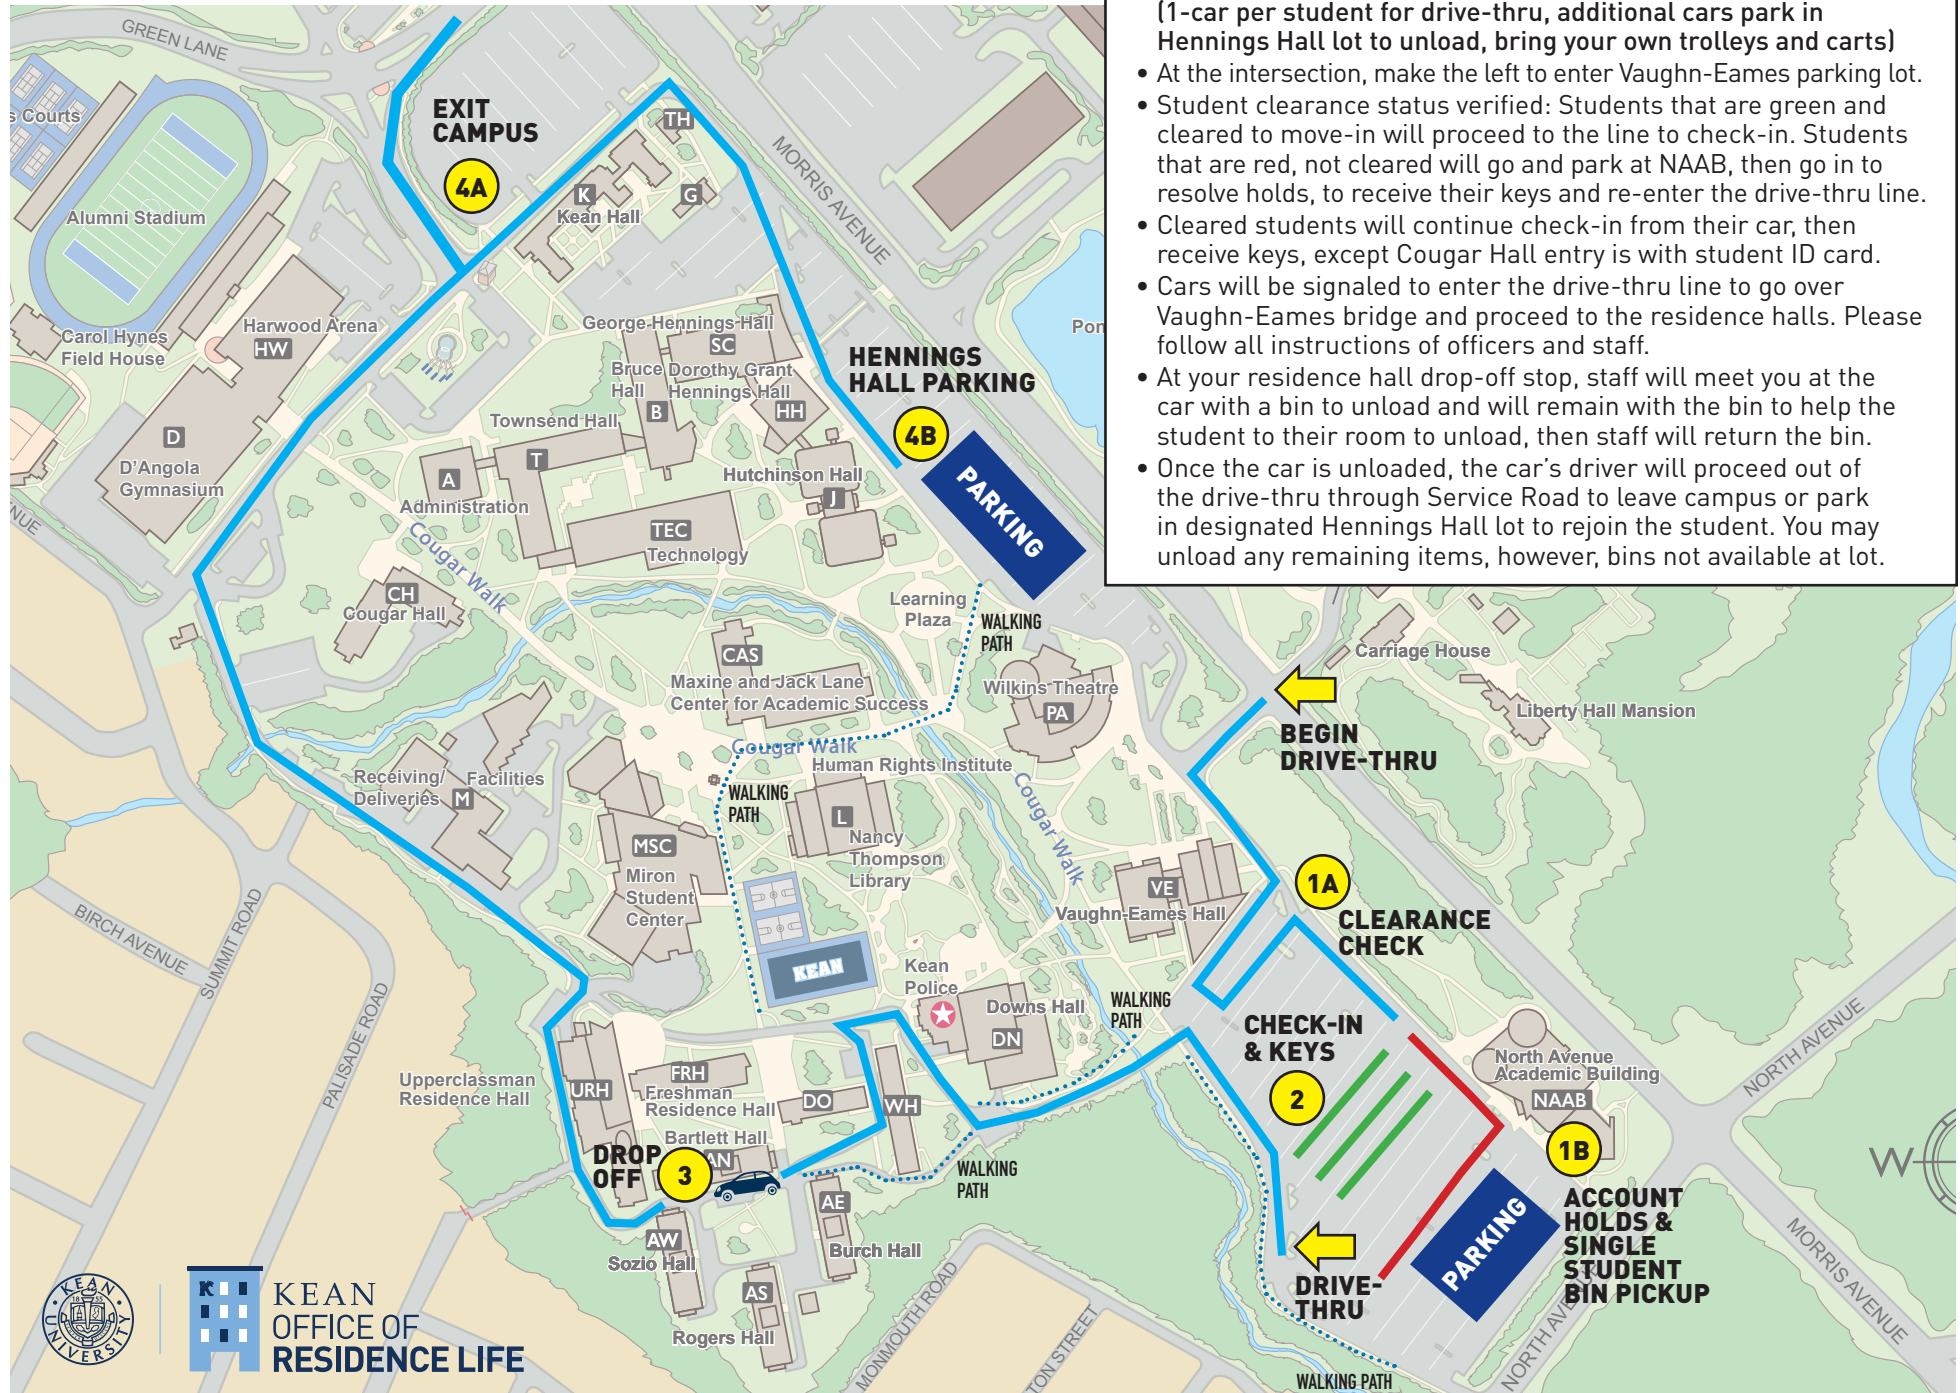 (1-car per student for drive-thru, additional cars park in
Hennings Hall lot to unload, bring your own trolleys and carts)
• At the intersection, make the left to enter Vaughn-Eames parking lot.
• Student clearance status verified: Students that are green and
cleared to move-in will proceed to the line to check-in. Students
that are red, not cleared will go and park at NAAB, then go in to
resolve holds, to receive their keys and re-enter the drive-thru line.
• Cleared students will continue check-in from their car, then
receive keys, except Cougar Hall entry is with student ID card.
• Cars will be signaled to enter the drive-thru line to go over
Vaughn-Eames bridge and proceed to the residence halls. Please
follow all instructions of officers and staff.
• At your residence hall drop-off stop, staff will meet you at the
car with a bin to unload and will remain with the bin to help the
student to their room to unload, then staff will return the bin.
• Once the car is unloaded, the car's driver will proceed out of
the drive-thru through Service Road to leave campus or park
in designated Hennings Hall lot to rejoin the student. You may
unload any remaining items, however, bins not available at lot.
GREEN LANE
s Courts
Alumni Stadium
EXIT
CAMPUS
4A
TH
K
G
Kean Hall
MORRIS AVENUE
Carol Hynes
Field House
Harwood Arena
HW
D
D'Angola
Gymnasium
NUE
George Hennings Hall
SC
Bruce
Hall
B
Dorothy Grant
Hennings Hall
HH
HENNINGS
HALL PARKING
4B
PARKING
Pon
Townsend Hall
T
A
Administration
Hutchinson Hall
J
TEC
Technology
Cougar Walk
CH
Cougar Hall
Learning
Plaza
WALKING
PATH
CAS
Maxine and Jack Lane
Center for Academic Success
Wilkins Theatre
PA
Carriage House
Liberty Hall Mansion
BEGIN
DRIVE-THRU
Cougar Walk
Human Rights Institute
Cougar Walk
Receiving/
Deliveries
M
Facilities
WALKING
PATH
L
Nancy
Thompson
Library
MSC
Miron
Student
Center
VE
Vaughn-Eames Hall
1A
CLEARANCE
CHECK
BIRCH AVENUE
SUMMIT ROAD
PALISADE ROAD
KEAN
Kean
Police
Downs Hall
DN
WALKING
PATH
CHECK-IN
& KEYS
2
North Avenue
Academic Building
NAAB
NORTH AVENUE
1B
ACCOUNT
HOLDS &
SINGLE
STUDENT
BIN PICKUP
PARKING
W
Upperclassman
Residence Hall
URH
FRH
Freshman
Residence Hall
DO
WH
Bartlett Hall
AN
DROP
OFF
3
WALKING
PATH
AE
Burch Hall
AW
Sozio Hall
AS
Rogers Hall
DRIVE-
THRU
MORRIS AVENUE
NORTH AVENUE
MONMOUTH ROAD
TON STREET
WALKING PATH
KEAN
UNIVERSITY
1855
K
KEAN
OFFICE OF
RESIDENCE LIFE